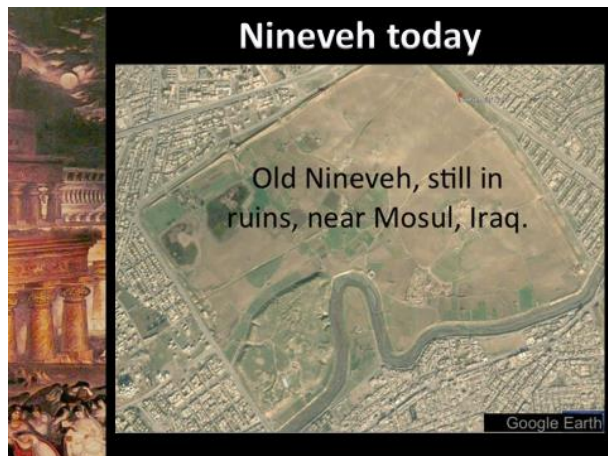 Nineveh today
Old Nineveh, still in
ruins, near Mosul, Iraq.
Google Earth